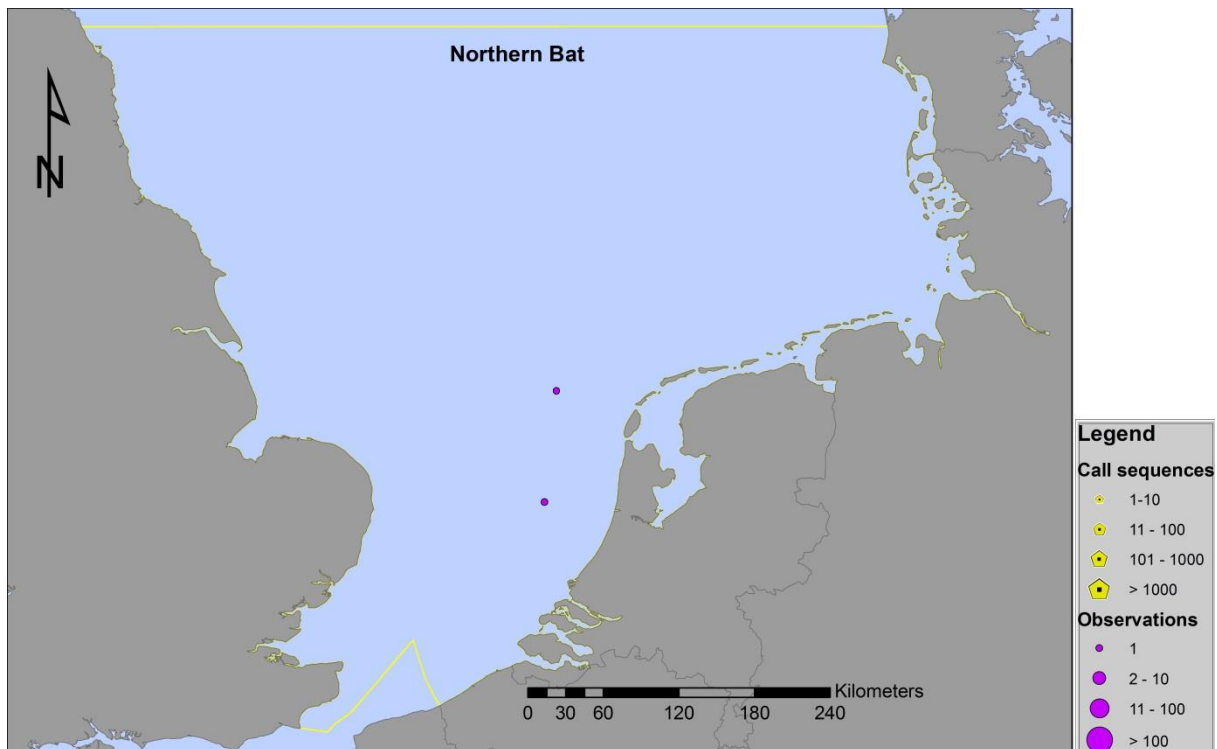 Northern Bat
N
Kilometers
0 30 60 120 180 240
Legend
Call sequences
1-10
11 - 100
101 - 1000
> 1000
Observations
1
2 - 10
11 - 100
> 100